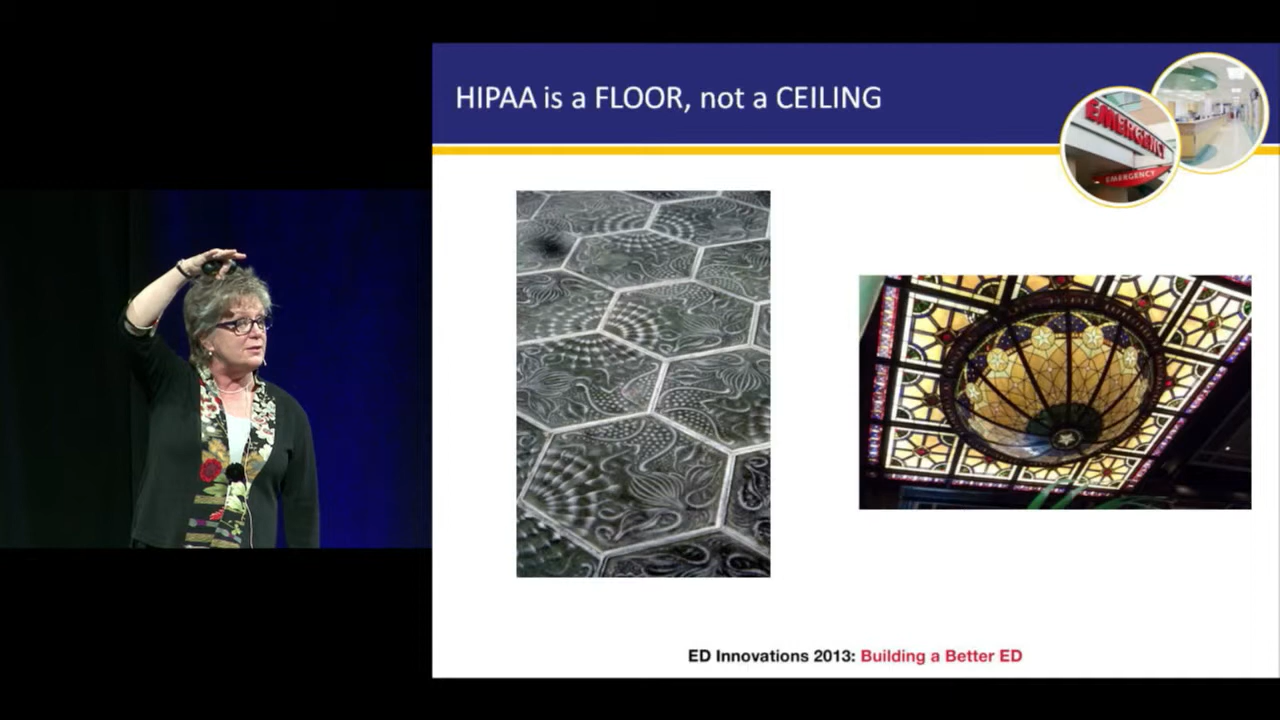 HIPAA is a FLOOR, not a CEILING
EMERGENCY
EMERGENCY
ED Innovations 2013: Building a Better ED